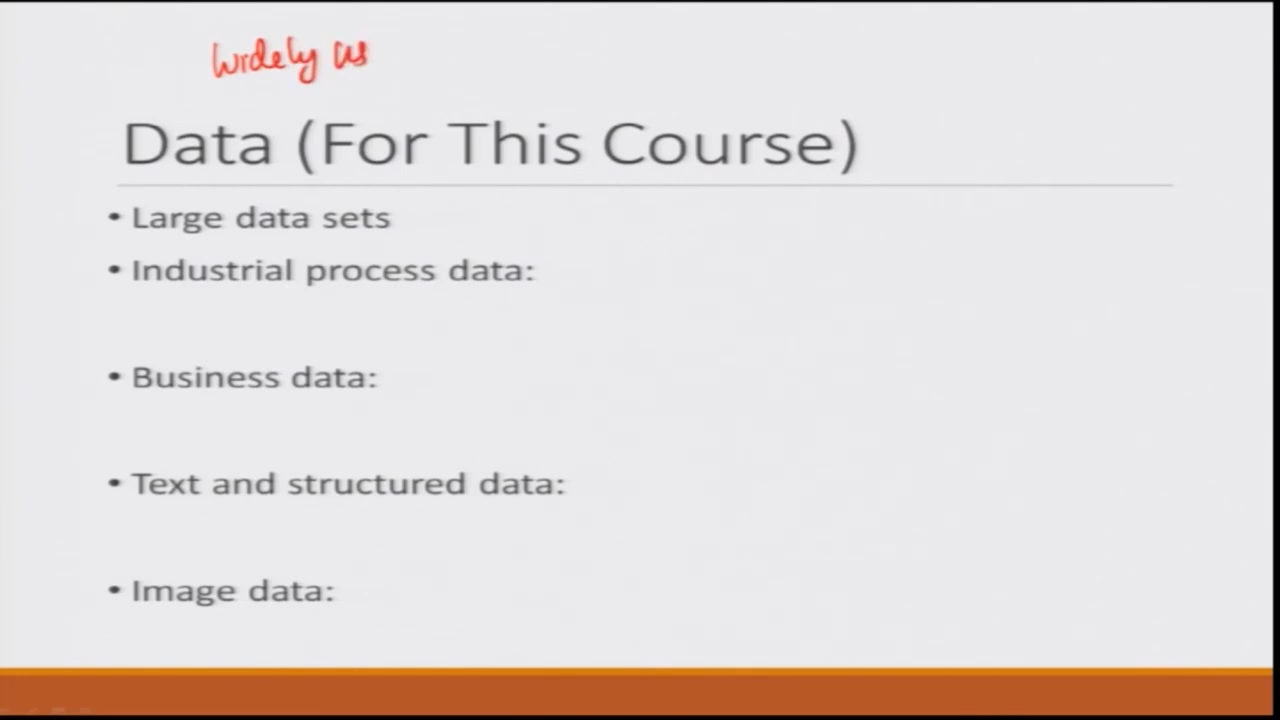 widely us
Data (For This Course)
• Large data sets
• Industrial process data:
• Business data:
• Text and structured data:
• Image data: